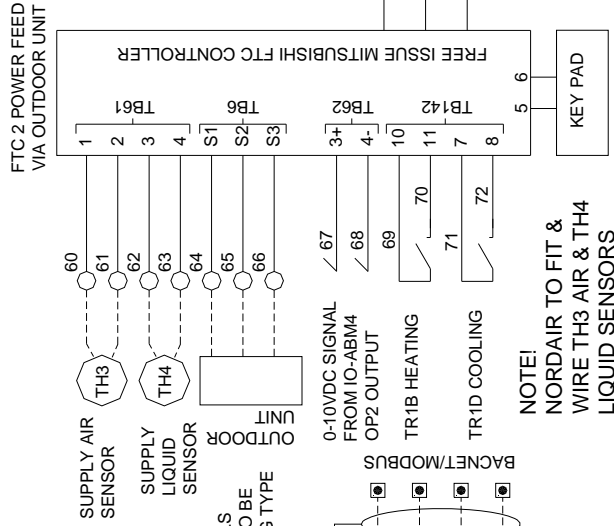 FTC 2 POWER FEED
VIA OUTDOOR UNIT
FREE ISSUE MITSUBISHI FTC CONTROLLER
TB61
TB6
TB62
TB142
1
2
3
4
S1
S2
S3
3+
4-
10
11
7
8
5
6
KEY PAD
60
61
62
63
64
65
66
67
68
69
70
71
72
TH3
TH4
SUPPLY AIR
SENSOR
SUPPLY
LIQUID
SENSOR
OUTDOOR
UNIT
0-10VDC SIGNAL
FROM IO-ABM4
OP2 OUTPUT
TR1B HEATING
TR1D COOLING
NOTE!
NORDAIR TO FIT &
WIRE TH3 AIR & TH4
LIQUID SENSORS
BACNET/MODBUS
TYPE